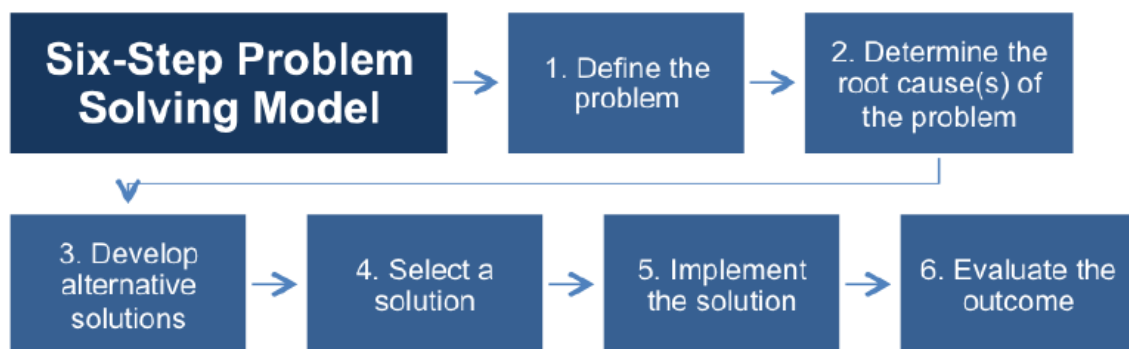 Six-Step Problem
Solving Model
1. Define the
problem
2. Determine the
root cause(s) of
the problem
3. Develop
alternative
solutions
4. Select a
solution
5. Implement
the solution
6. Evaluate the
outcome